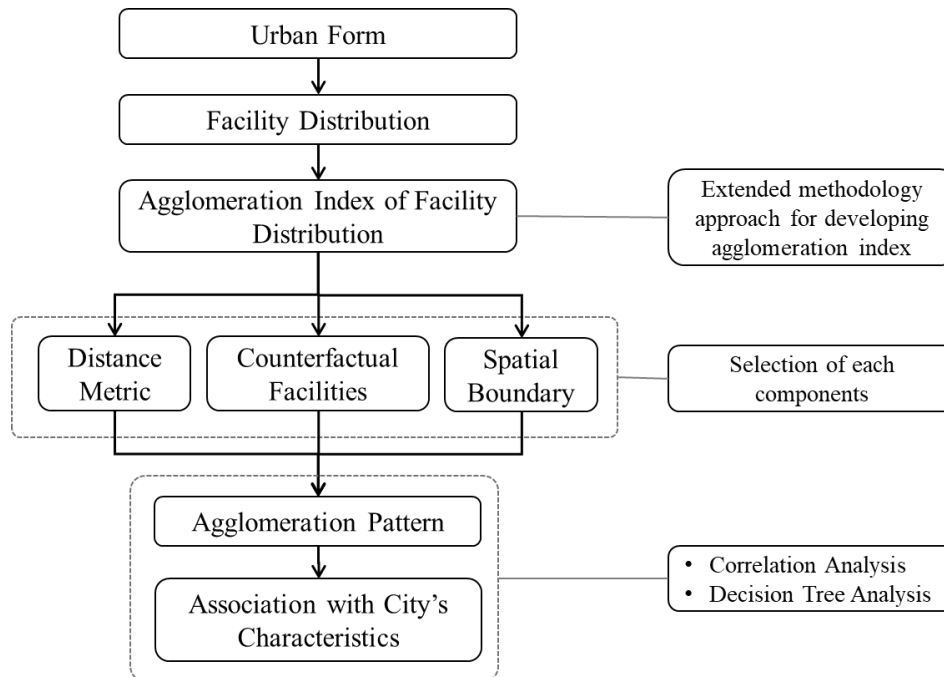 Urban Form
Facility Distribution
Agglomeration Index of Facility
Distribution
Extended methodology
approach for developing
agglomeration index
Distance
Metric
Counterfactual
Facilities
Spatial
Boundary
Selection of each
components
Agglomeration Pattern
Association with City's
Characteristics
• Correlation Analysis
• Decision Tree Analysis